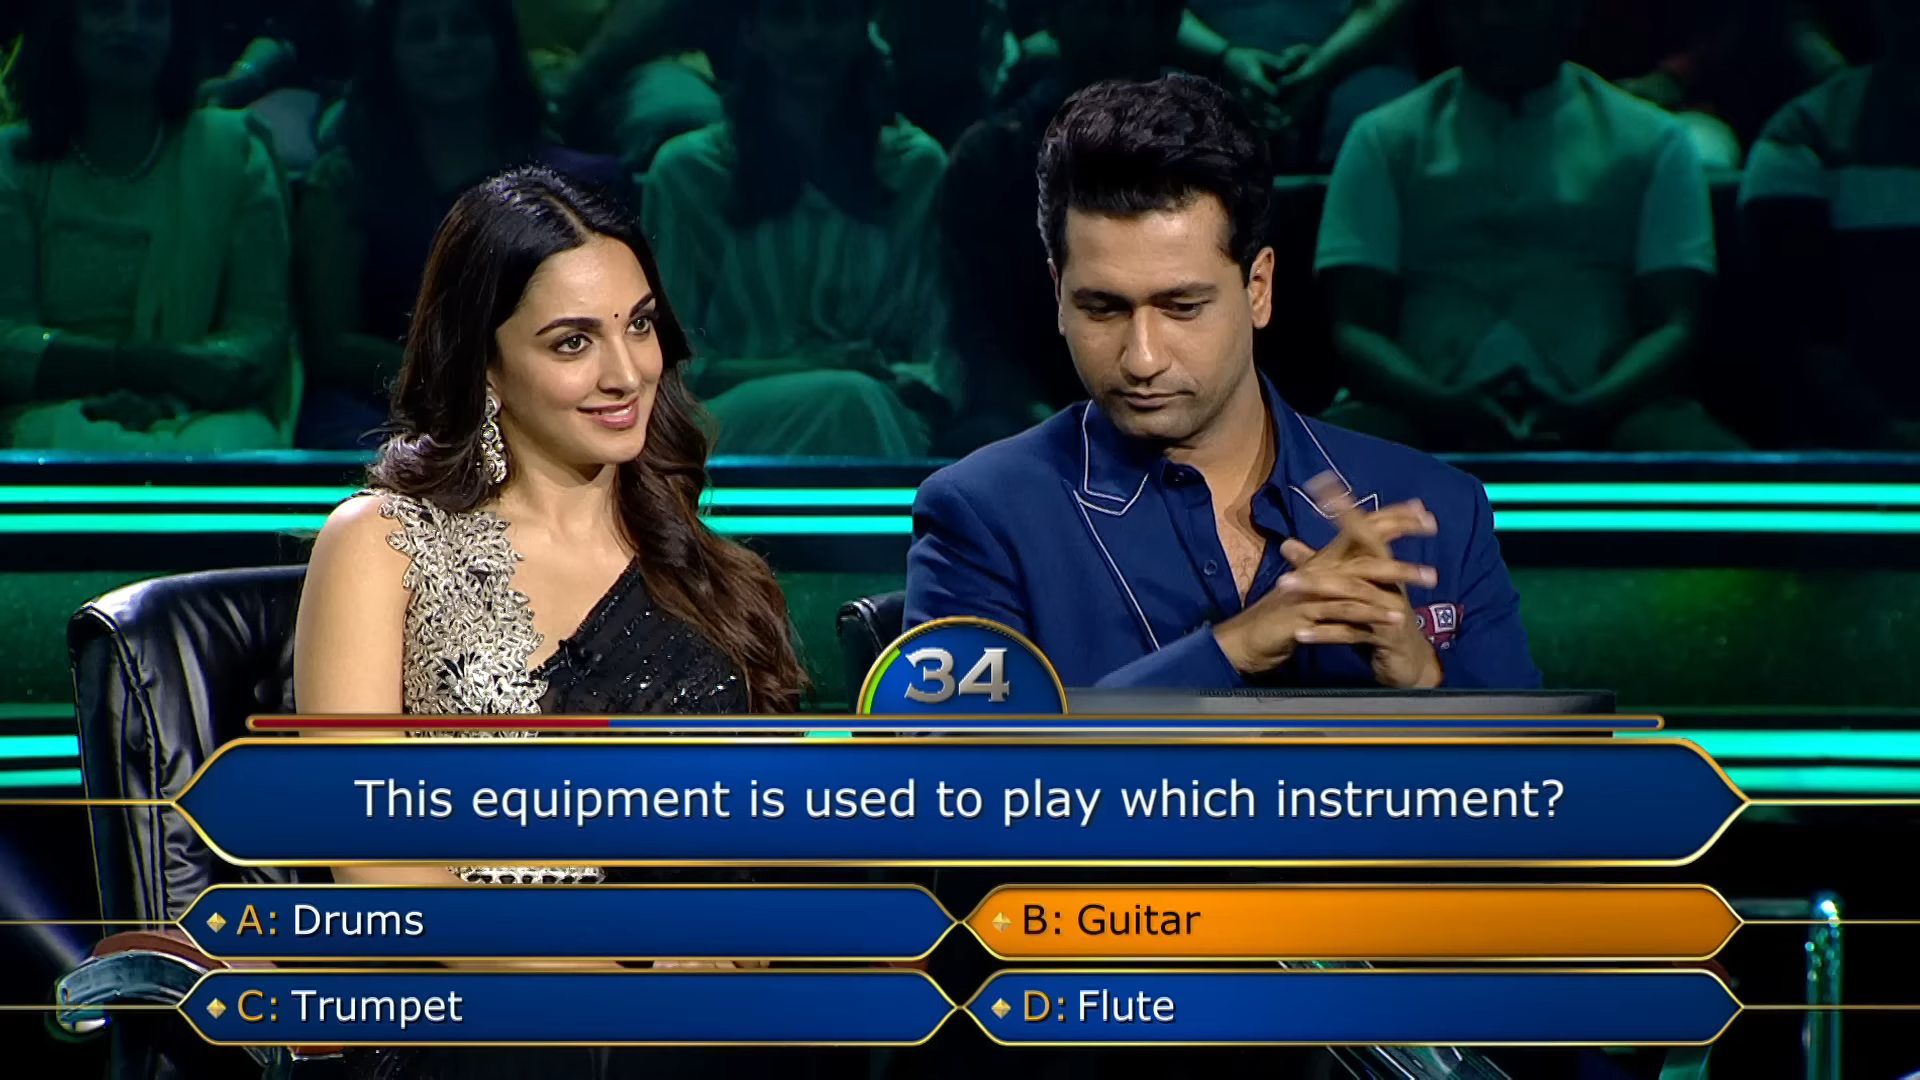 34
This equipment is used to play which instrument?
A: Drums
B: Guitar
C: Trumpet
D: Flute